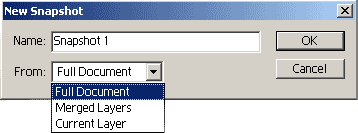 New Snapshot
Name: Snapshot 1 OK
From: Full Document Cancel
Full Document
Merged Layers
Current Layer